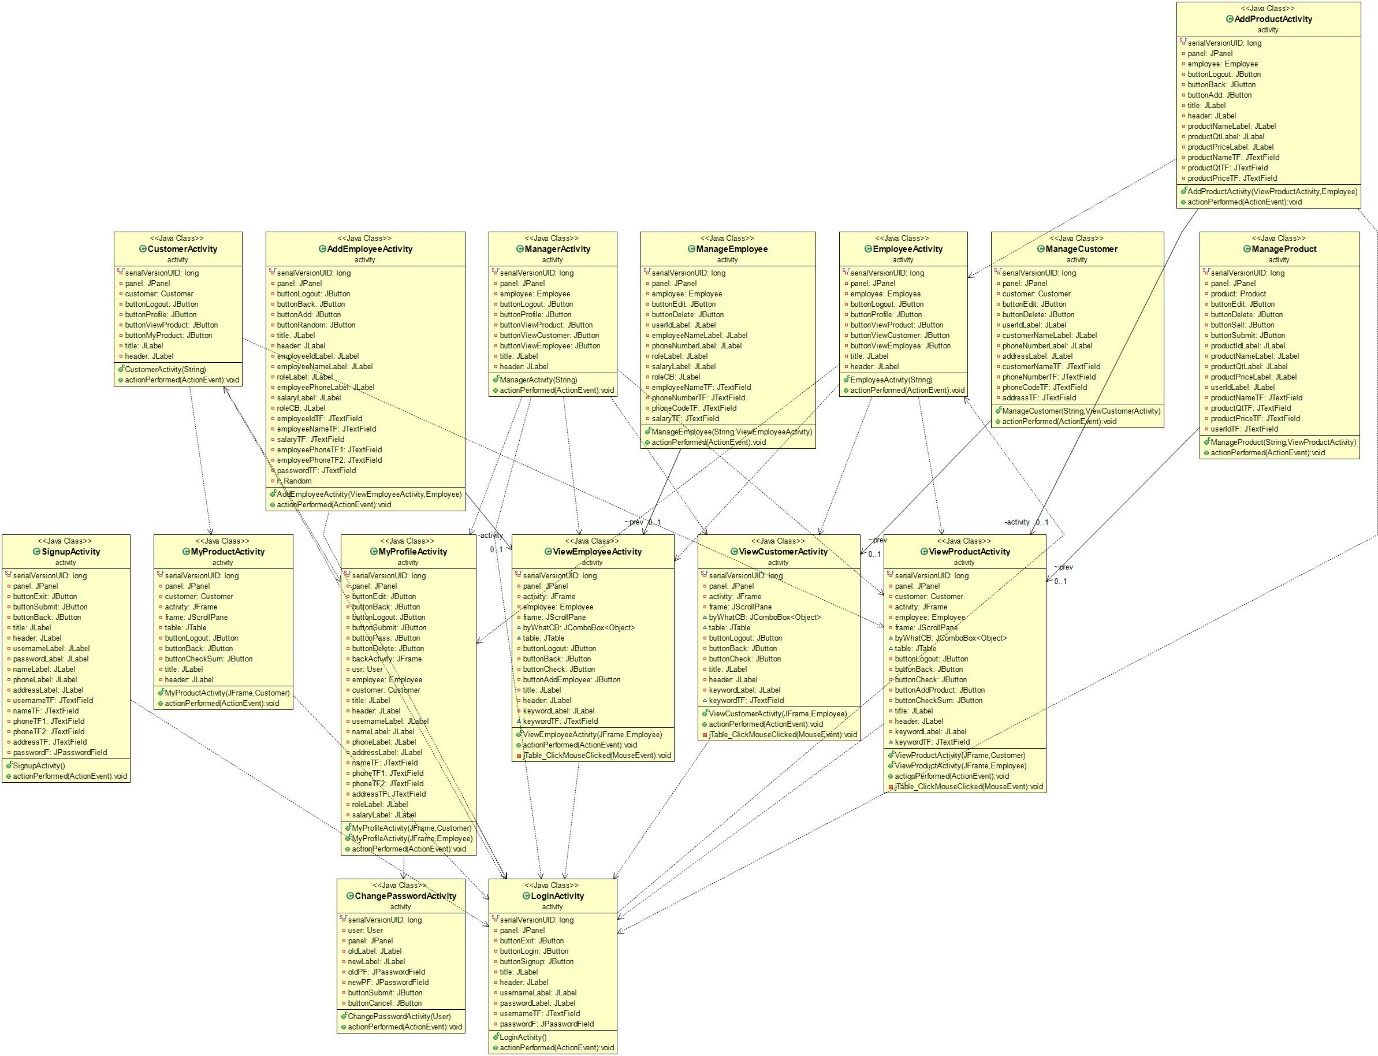 <<Java Class>>
AddProductActivity
activity
serialVersionUID: long
panel: JPanel
employee: Employee
buttonLogout: JButton
buttonBack: JButton
buttonAdd: JButton
title: JLabel
header: JLabel
productNameLabel: JLabel
productQtLabel: JLabel
productPriceLabel: JLabel
productNameTF: JTextField
productQtTF: JTextField
productPriceTF: JTextField
AddProductActivity(ViewProductActivity,Employee)
actionPerformed(ActionEvent):void
<<Java Class>>
CustomerActivity
activity
serialVersionUID: long
panel: JPanel
customer: Customer
buttonLogout: JButton
buttonProfile: JButton
buttonViewProduct: JButton
buttonMyProduct: JButton
title: JLabel
header: JLabel
CustomerActivity(String)
actionPerformed(ActionEvent):void
<<Java Class>>
AddEmployeeActivity
activity
serialVersionUID: long
panel: JPanel
buttonLogout: JButton
buttonBack: JButton
buttonAdd: JButton
buttonRandom: JButton
title: JLabel
header: JLabel
employeeIdLabel: JLabel
employeeNameLabel: JLabel
roleLabel: JLabel
employeePhoneLabel: JLabel
salaryLabel: JLabel
roleCB: JLabel
employeeIdTF: JTextField
employeeNameTF: JTextField
salaryTF: JTextField
employeePhoneTF1: JTextField
employeePhoneTF2: JTextField
passwordTF: JTextField
r: Random
AddEmployeeActivity(ViewEmployeeActivity,Employee)
actionPerformed(ActionEvent):void
<<Java Class>>
ManagerActivity
activity
serialVersionUID: long
panel: JPanel
employee: Employee
buttonLogout: JButton
buttonProfile: JButton
buttonViewProduct: JButton
buttonViewCustomer: JButton
buttonViewEmployee: JButton
title: JLabel
header: JLabel
ManagerActivity(String)
actionPerformed(ActionEvent):void
<<Java Class>>
ManageEmployee
activity
serialVersionUID: long
panel: JPanel
employee: Employee
buttonEdit: JButton
buttonDelete: JButton
userIdLabel: JLabel
employeeNameLabel: JLabel
phoneNumberLabel: JLabel
roleLabel: JLabel
salaryLabel: JLabel
roleCB: JLabel
employeeNameTF: JTextField
phoneNumberTF: JTextField
phoneCodeTF: JTextField
salaryTF: JTextField
ManageEmployee(String,ViewEmployeeActivity)
actionPerformed(ActionEvent):void
<<Java Class>>
EmployeeActivity
activity
serialVersionUID: long
panel: JPanel
employee: Employee
buttonLogout: JButton
buttonProfile: JButton
buttonViewProduct: JButton
buttonViewCustomer: JButton
buttonViewEmployee: JButton
title: JLabel
header: JLabel
EmployeeActivity(String)
actionPerformed(ActionEvent):void
<<Java Class>>
ManageCustomer
activity
serialVersionUID: long
panel: JPanel
customer: Customer
buttonEdit: JButton
buttonDelete: JButton
userIdLabel: JLabel
customerNameLabel: JLabel
phoneNumberLabel: JLabel
addressLabel: JLabel
customerNameTF: JTextField
phoneNumberTF: JTextField
phoneCodeTF: JTextField
addressTF: JTextField
ManageCustomer(String,ViewCustomerActivity)
actionPerformed(ActionEvent):void
<<Java Class>>
ManageProduct
activity
serialVersionUID: long
panel: JPanel
product: Product
buttonEdit: JButton
buttonDelete: JButton
buttonSell: JButton
buttonSubmit: JButton
productIdLabel: JLabel
productNameLabel: JLabel
productQtLabel: JLabel
productPriceLabel: JLabel
userIdLabel: JLabel
productNameTF: JTextField
productQtTF: JTextField
productPriceTF: JTextField
userIdTF: JTextField
ManageProduct(String,ViewProductActivity)
actionPerformed(ActionEvent):void
-activity
0..1
~prev 0..1
~prev
0..1
-activity 0..1
~prev
0..1
<<Java Class>>
SignupActivity
activity
serialVersionUID: long
panel: JPanel
buttonExit: JButton
buttonSubmit: JButton
buttonBack: JButton
title: JLabel
header: JLabel
usernameLabel: JLabel
passwordLabel: JLabel
nameLabel: JLabel
phoneLabel: JLabel
addressLabel: JLabel
usernameTF: JTextField
nameTF: JTextField
phoneTF1: JTextField
phoneTF2: JTextField
addressTF: JTextField
passwordF: JPasswordField
SignupActivity()
actionPerformed(ActionEvent):void
<<Java Class>>
MyProductActivity
activity
serialVersionUID: long
panel: JPanel
customer: Customer
activity: JFrame
frame: JScrollPane
table: JTable
buttonLogout: JButton
buttonBack: JButton
buttonCheckSum: JButton
title: JLabel
header: JLabel
MyProductActivity(JFrame,Customer)
actionPerformed(ActionEvent):void
<<Java Class>>
MyProfileActivity
activity
serialVersionUID: long
panel: JPanel
buttonEdit: JButton
buttonBack: JButton
buttonLogout: JButton
buttonSubmit: JButton
buttonPass: JButton
buttonDelete: JButton
backActivity: JFrame
usr: User
employee: Employee
customer: Customer
title: JLabel
header: JLabel
usernameLabel: JLabel
nameLabel: JLabel
phoneLabel: JLabel
addressLabel: JLabel
nameTF: JTextField
phoneTF1: JTextField
phoneTF2: JTextField
addressTF: JTextField
roleLabel: JLabel
salaryLabel: JLabel
MyProfileActivity(JFrame,Customer)
MyProfileActivity(JFrame,Employee)
actionPerformed(ActionEvent):void
<<Java Class>>
ViewEmployeeActivity
activity
serialVersionUID: long
panel: JPanel
activity: JFrame
employee: Employee
frame: JScrollPane
byWhatCB: JComboBox<Object>
table: JTable
buttonLogout: JButton
buttonBack: JButton
buttonCheck: JButton
buttonAddEmployee: JButton
title: JLabel
header: JLabel
keywordLabel: JLabel
keywordTF: JTextField
ViewEmployeeActivity(JFrame,Employee)
actionPerformed(ActionEvent):void
jTable_ClickMouseClicked(MouseEvent):void
<<Java Class>>
ViewCustomerActivity
activity
serialVersionUID: long
panel: JPanel
activity: JFrame
frame: JScrollPane
byWhatCB: JComboBox<Object>
table: JTable
buttonLogout: JButton
buttonBack: JButton
buttonCheck: JButton
title: JLabel
header: JLabel
keywordLabel: JLabel
keywordTF: JTextField
ViewCustomerActivity(JFrame,Employee)
actionPerformed(ActionEvent):void
jTable_ClickMouseClicked(MouseEvent):void
<<Java Class>>
ViewProductActivity
activity
serialVersionUID: long
panel: JPanel
customer: Customer
activity: JFrame
employee: Employee
frame: JScrollPane
byWhatCB: JComboBox<Object>
table: JTable
buttonLogout: JButton
buttonBack: JButton
buttonCheck: JButton
buttonAddProduct: JButton
buttonCheckSum: JButton
title: JLabel
header: JLabel
keywordLabel: JLabel
keywordTF: JTextField
ViewProductActivity(JFrame,Customer)
ViewProductActivity(JFrame,Employee)
actionPerformed(ActionEvent):void
jTable_ClickMouseClicked(MouseEvent):void
<<Java Class>>
ChangePasswordActivity
activity
serialVersionUID: long
user: User
panel: JPanel
oldLabel: JLabel
newLabel: JLabel
oldPF: JPasswordField
newPF: JPasswordField
buttonSubmit: JButton
buttonCancel: JButton
ChangePasswordActivity(User)
actionPerformed(ActionEvent):void
<<Java Class>>
LoginActivity
activity
serialVersionUID: long
panel: JPanel
buttonExit: JButton
buttonLogin: JButton
buttonSignup: JButton
title: JLabel
header: JLabel
usernameLabel: JLabel
passwordLabel: JLabel
usernameTF: JTextField
passwordF: JPasswordField
LoginActivity()
actionPerformed(ActionEvent):void